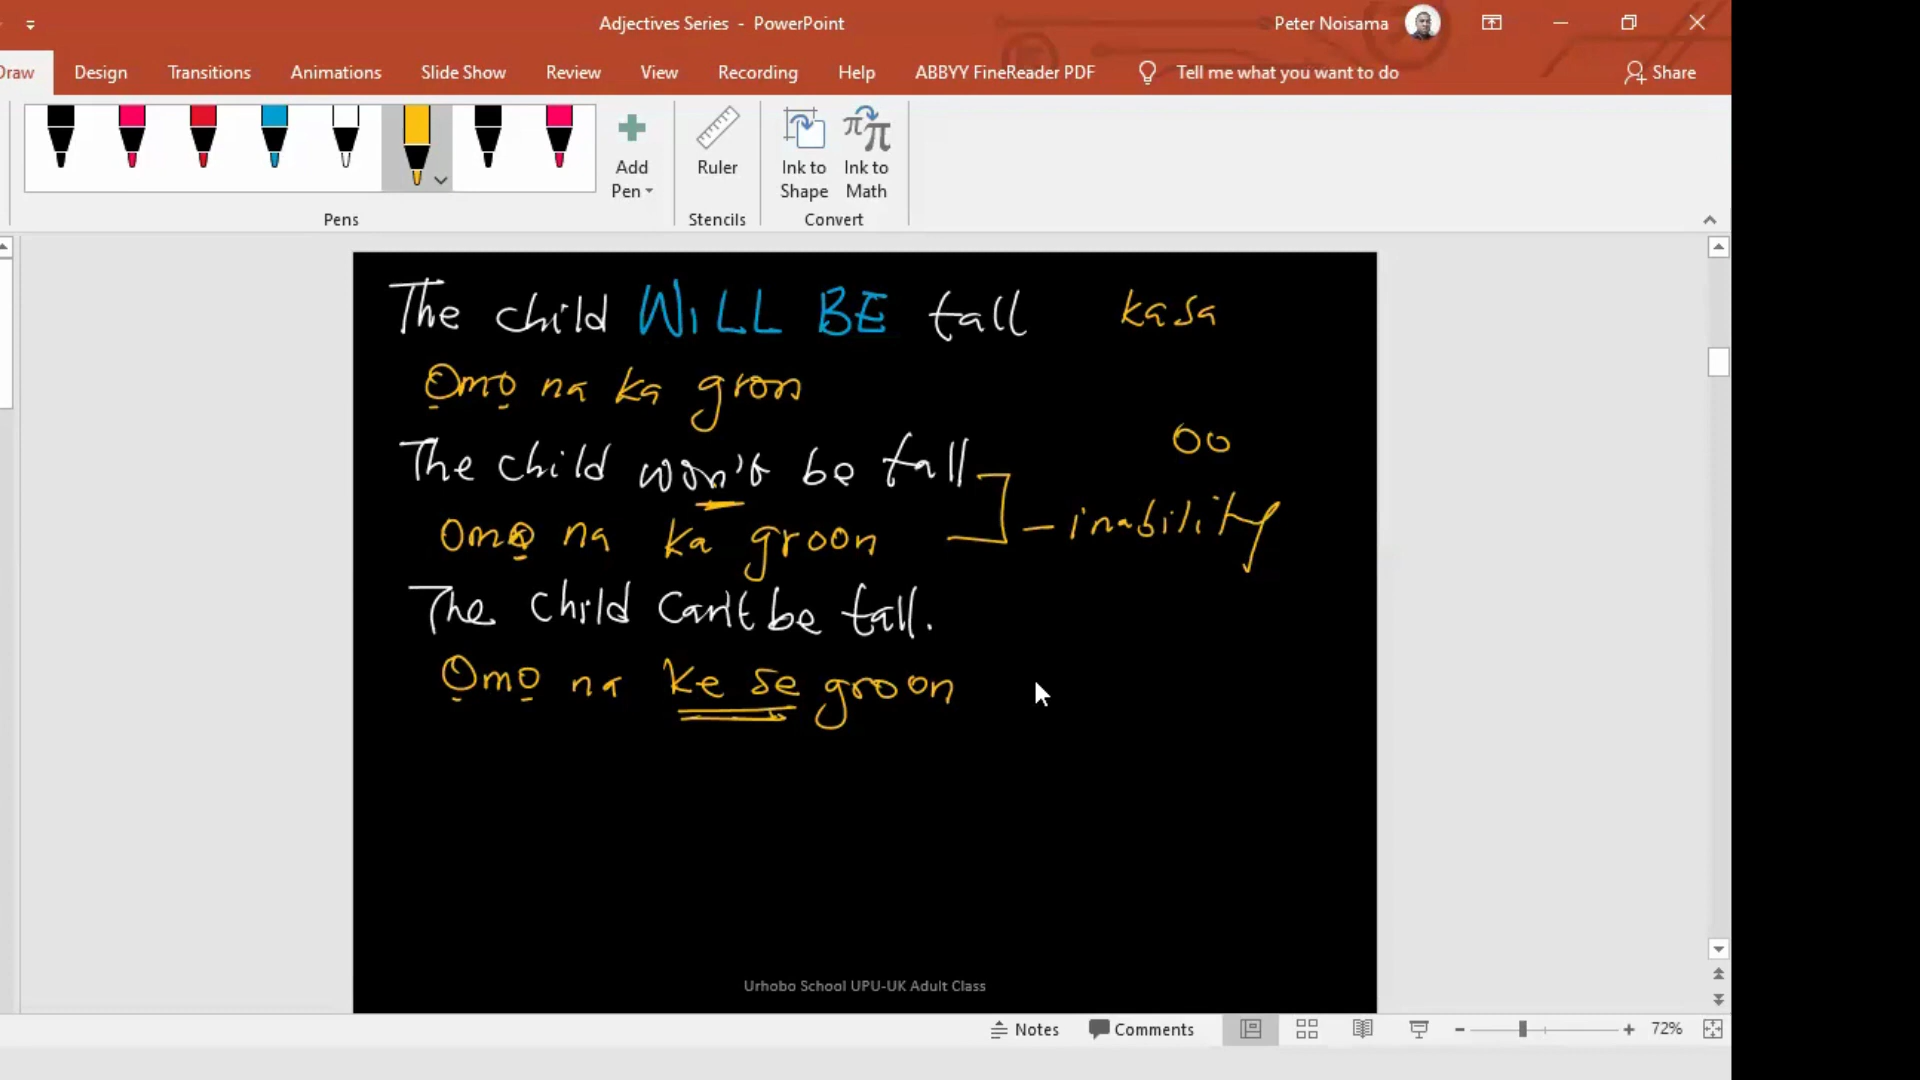 Adjectives Series - PowerPoint
Peter Noisama
Draw Design Transitions Animations Slide Show Review View Recording Help ABBYY FineReader PDF Tell me what you want to do Share
Add Pen
Ruler
Ink to Shape
Ink to Math
Pens
Stencils
Convert
The child WILL BE tall kasa
Ọmọ na ka gron
The child won't be tall oo
Omọ na ka groon - inability
The child Can't be tall.
Ọmọ na ke se groon
Urhobo School UPU-UK Adult Class
Notes Comments 72%